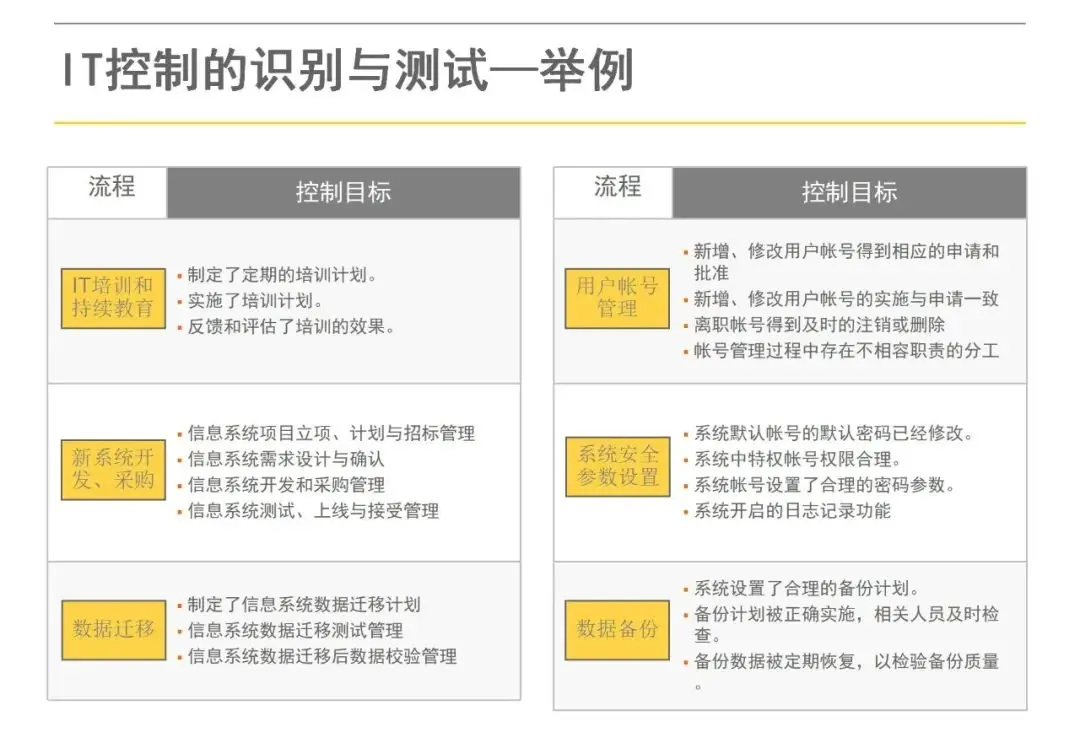 IT控制的识别与测试—举例
流程
控制目标
IT培训和
持续教育
▪ 制定了定期的培训计划。
▪ 实施了培训计划。
▪ 反馈和评估了培训的效果。
新系统开
发、采购
▪ 信息系统项目立项、计划与招标管理
▪ 信息系统需求设计与确认
▪ 信息系统开发和采购管理
▪ 信息系统测试、上线与接受管理
数据迁移
▪ 制定了信息系统数据迁移计划
▪ 信息系统数据迁移测试管理
▪ 信息系统数据迁移后数据校验管理
流程
控制目标
用户帐号
管理
▪ 新增、修改用户帐号得到相应的申请和
批准
▪ 新增、修改用户帐号的实施与申请一致
▪ 离职帐号得到及时的注销或删除
▪ 帐号管理过程中存在不相容职责的分工
系统安全
参数设置
▪ 系统默认帐号的默认密码已经修改。
▪ 系统中特权帐号权限合理。
▪ 系统帐号设置了合理的密码参数。
▪ 系统开启的日志记录功能
数据备份
▪ 系统设置了合理的备份计划。
▪ 备份计划被正确实施，相关人员及时检
查。
▪ 备份数据被定期恢复，以检验备份质量
。